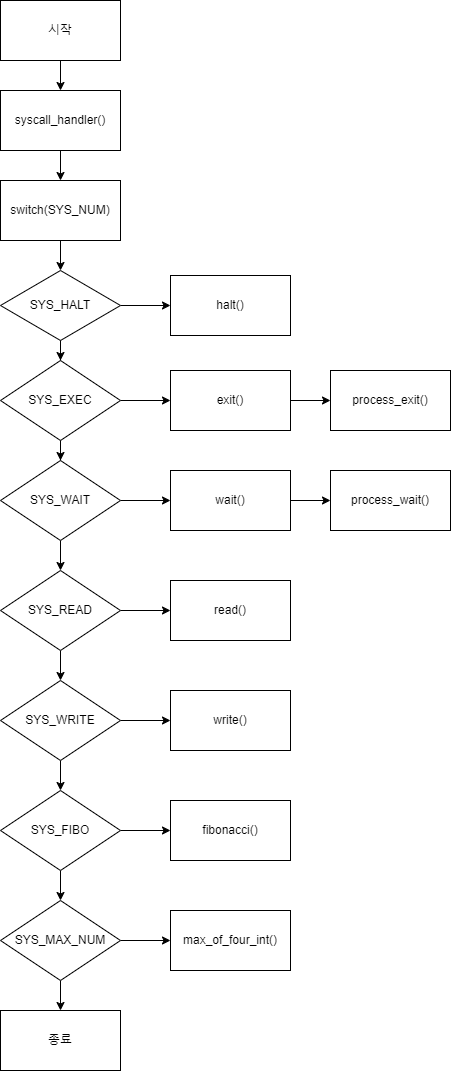 시작
syscall_handler()
switch(SYS_NUM)
SYS_HALT
halt()
SYS_EXEC
exit()
process_exit()
SYS_WAIT
wait()
process_wait()
SYS_READ
read()
SYS_WRITE
write()
SYS_FIBO
fibonacci()
SYS_MAX_NUM
max_of_four_int()
종료